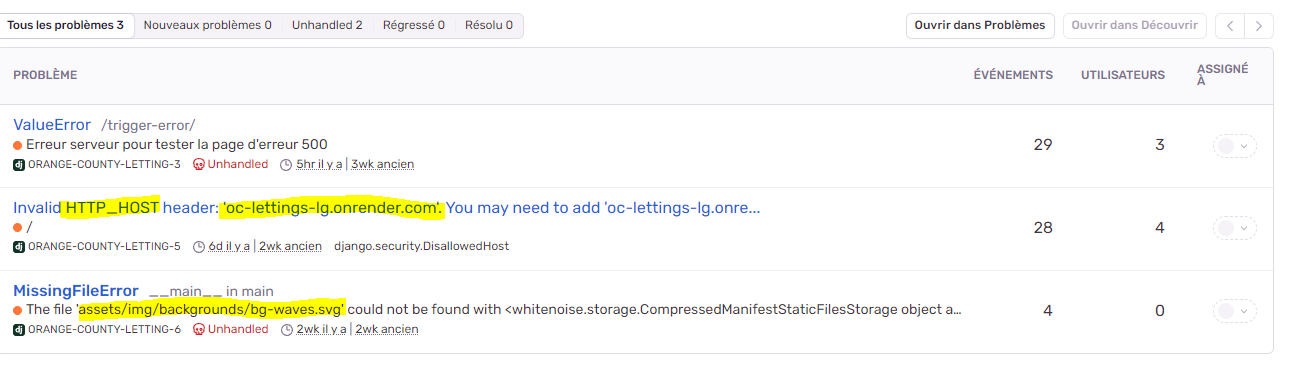 Tous les problèmes 3 Nouveaux problèmes 0 Unhandled 2 Régressé 0 Résolu 0 Ouvrir dans Problèmes Ouvrir dans Découvrir
PROBLÈME ÉVÉNEMENTS UTILISATEURS ASSIGNÉ À
ValueError /trigger-error/
Erreur serveur pour tester la page d'erreur 500 29 3
dj ORANGE-COUNTY-LETTING-3 Unhandled 5hr il y a | 3wk ancien
Invalid HTTP_HOST header: 'oc-lettings-lg.onrender.com'. You may need to add 'oc-lettings-lg.onre...
/ 28 4
dj ORANGE-COUNTY-LETTING-5 6d il y a | 2wk ancien django.security.DisallowedHost
MissingFileError __main__ in main
The file 'assets/img/backgrounds/bg-waves.svg' could not be found with <whitenoise.storage.CompressedManifestStaticFilesStorage object a... 4 0
dj ORANGE-COUNTY-LETTING-6 Unhandled 2wk il y a | 2wk ancien